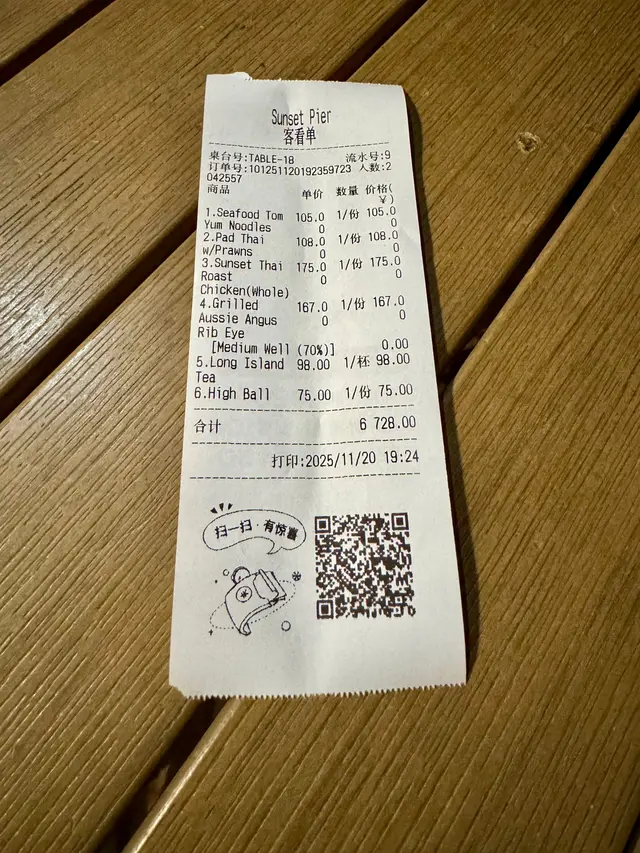 Sunset Pier
客看单
桌台号:TABLE-18 流水号:9
订单号:101251120192359723 人数:2
042557
商品 单价 数量 价格(
¥)
1.Seafood Tom 105.0 1/份 105.0
Yum Noodles 0 0
2.Pad Thai 108.0 1/份 108.0
w/Prawns 0 0
3.Sunset Thai 175.0 1/份 175.0
Roast 0 0
Chicken(Whole)
4.Grilled 167.0 1/份 167.0
Aussie Angus 0 0
Rib Eye
[Medium Well (70%)] 0.00
5.Long Island 98.00 1/杯 98.00
Tea
6.High Ball 75.00 1/份 75.00
合计 6 728.00
打印:2025/11/20 19:24
扫一扫·有惊喜